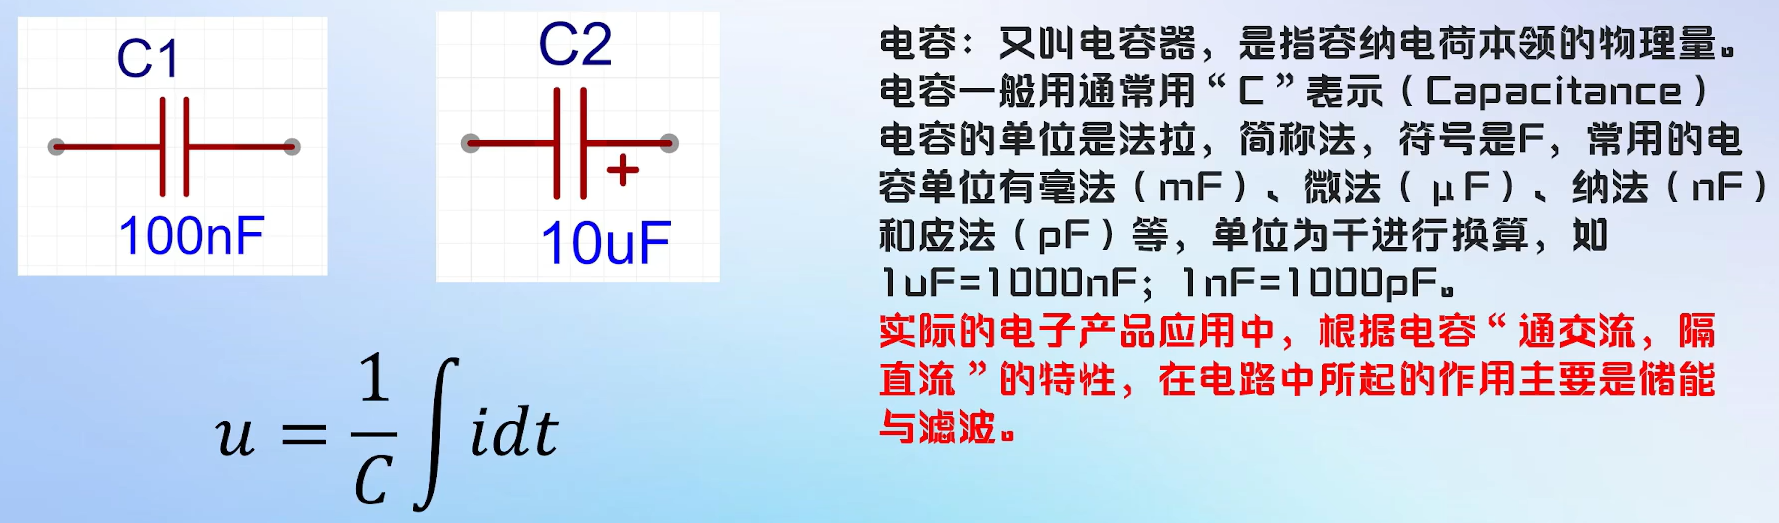 C1
100nF
C2
+
10uF
u = \frac{1}{C} \int idt
电容：又叫电容器，是指容纳电荷本领的物理量。
电容一般用通常用“C”表示（Capacitance）
电容的单位是法拉，简称法，符号是F，常用的电
容单位有毫法（mF）、微法（μF）、纳法（nF）
和皮法（pF）等，单位为千进行换算，如
1uF=1000nF；1nF=1000pF。
实际的电子产品应用中，根据电容“通交流，隔
直流”的特性，在电路中所起的作用主要是储能
与滤波。